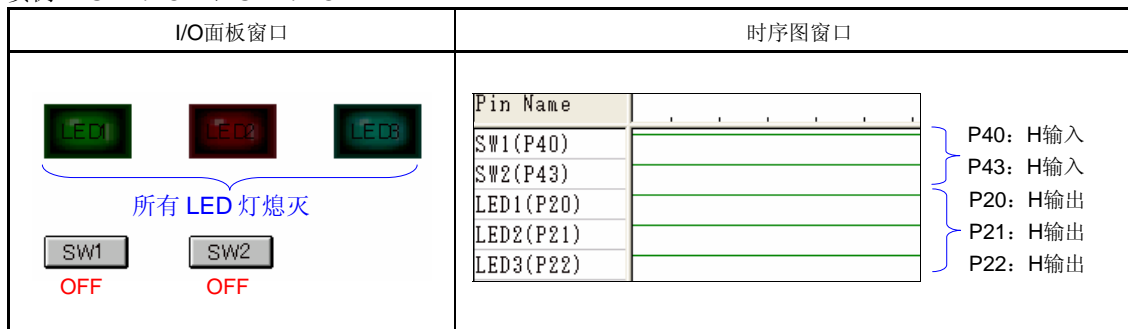 I/O面板窗口
时序图窗口
LED1
LED2
LED3
所有 LED 灯熄灭
SW1
SW2
OFF
OFF
Pin Name
SW1(P40)
SW2(P43)
LED1(P20)
LED2(P21)
LED3(P22)
P40：H输入
P43：H输入
P20：H输出
P21：H输出
P22：H输出